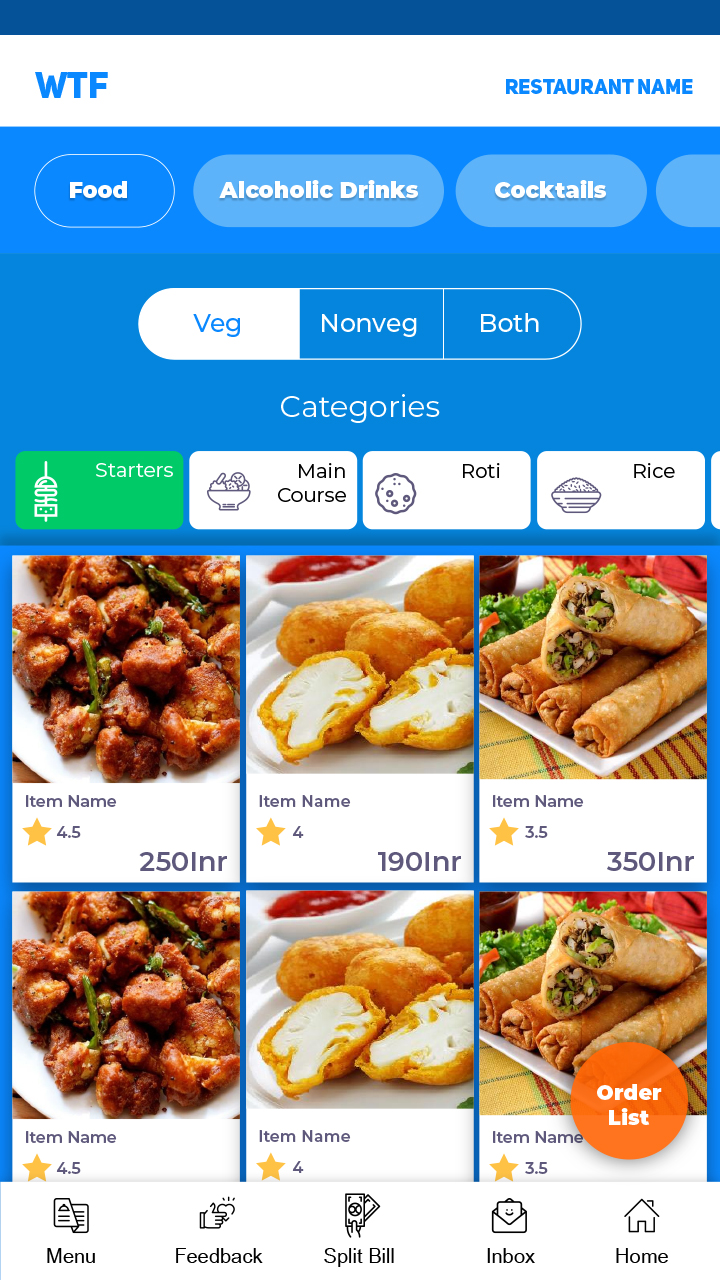 WTF
RESTAURANT NAME
Food
Alcoholic Drinks
Cocktails
Veg
Nonveg
Both
Categories
Starters
Main
Course
Roti
Rice
Item Name
4.5
250Inr
Item Name
4
190Inr
Item Name
3.5
350Inr
Item Name
4.5
Item Name
4
Item Name
3.5
Order
List
Menu
Feedback
Split Bill
Inbox
Home